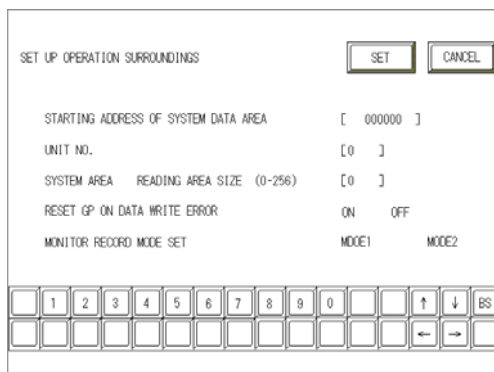 SET UP OPERATION SURROUNDINGS SET CANCEL
STARTING ADDRESS OF SYSTEM DATA AREA [ 000000 ]
UNIT NO. [0 ]
SYSTEM AREA READING AREA SIZE (0-256) [0 ]
RESET GP ON DATA WRITE ERROR ON OFF
MONITOR RECORD MODE SET MDOE1 MODE2
1 2 3 4 5 6 7 8 9 0 ↑ ↓ BS
← →